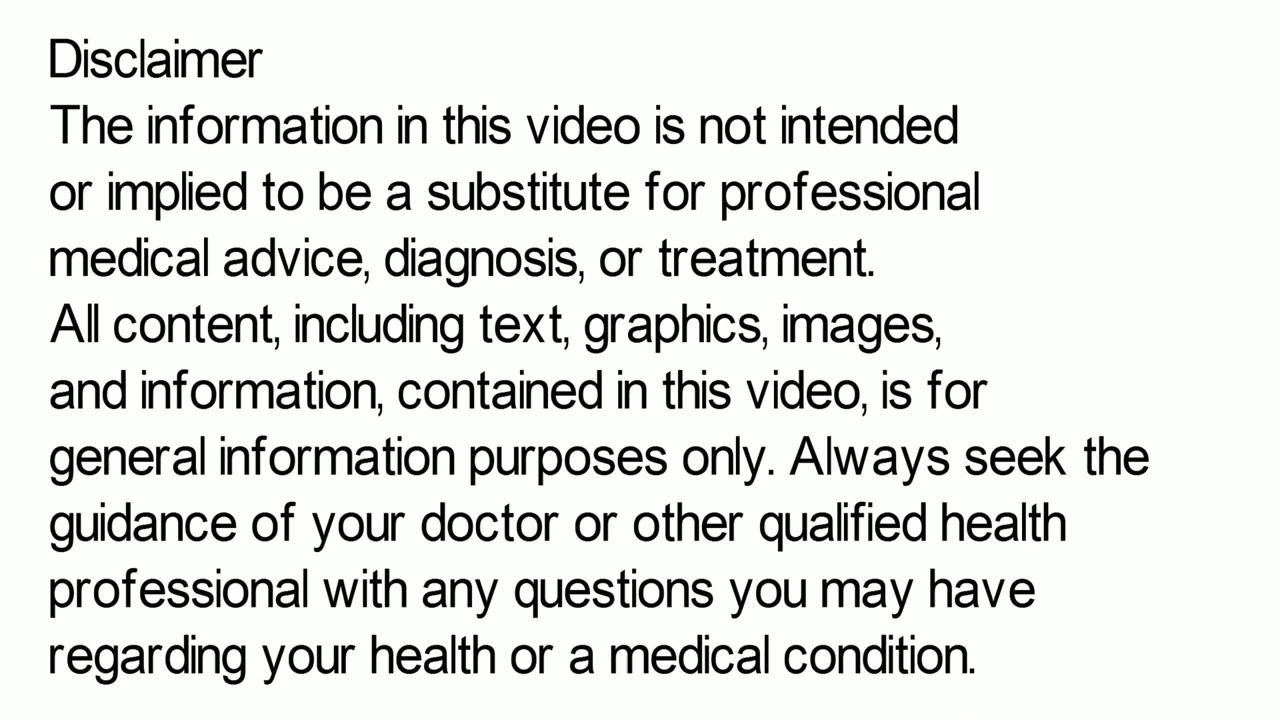 Disclaimer
The information in this video is not intended
or implied to be a substitute for professional
medical advice, diagnosis, or treatment.
All content, including text, graphics, images,
and information, contained in this video, is for
general information purposes only. Always seek the
guidance of your doctor or other qualified health
professional with any questions you may have
regarding your health or a medical condition.